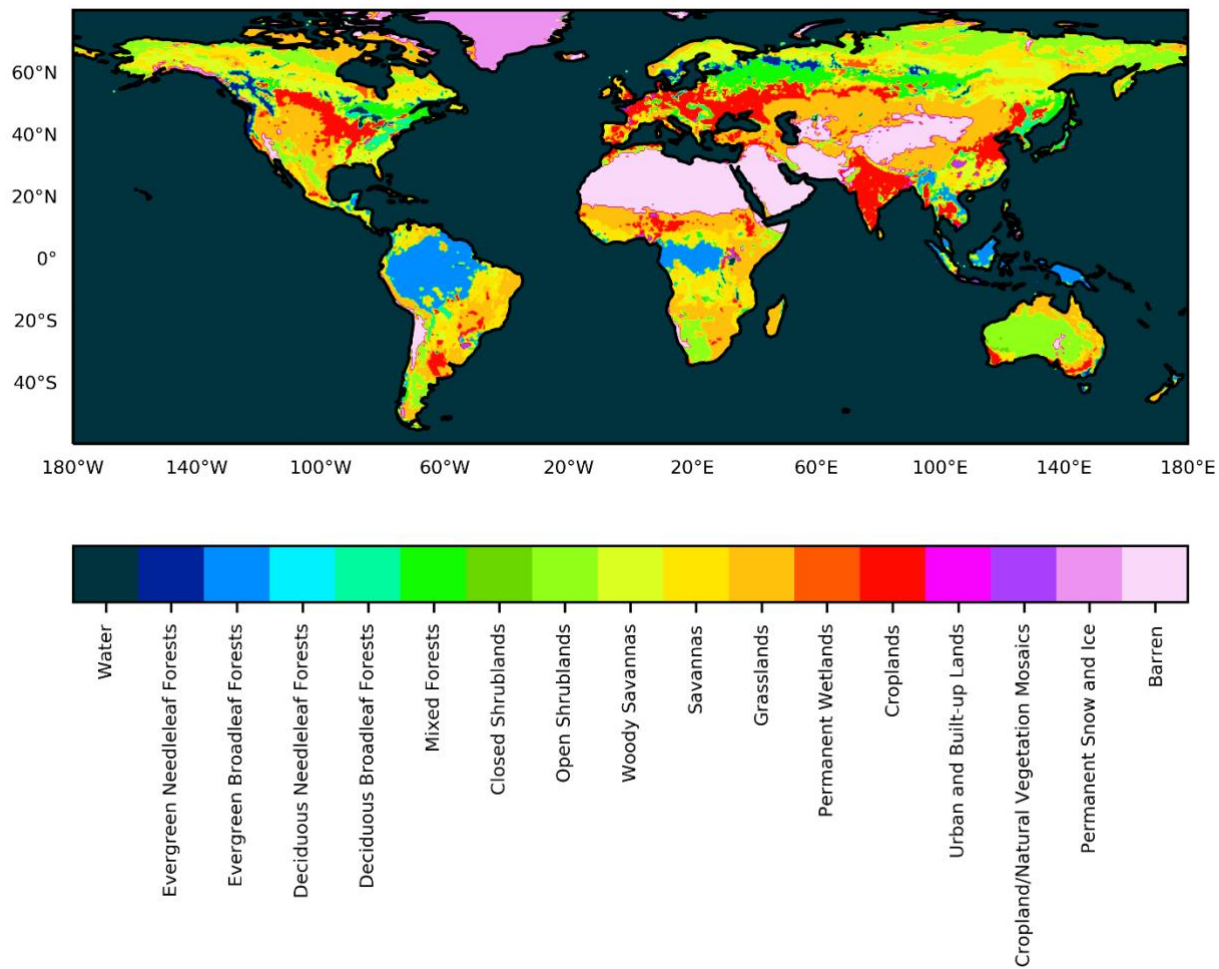 60°N
40°N
20°N
0°
20°S
40°S
180°W 140°W 100°W 60°W 20°W 20°E 60°E 100°E 140°E 180°E
Water
Evergreen Needleleaf Forests
Evergreen Broadleaf Forests
Deciduous Needleleaf Forests
Deciduous Broadleaf Forests
Mixed Forests
Closed Shrublands
Open Shrublands
Woody Savannas
Savannas
Grasslands
Permanent Wetlands
Croplands
Urban and Built-up Lands
Cropland/Natural Vegetation Mosaics
Permanent Snow and Ice
Barren